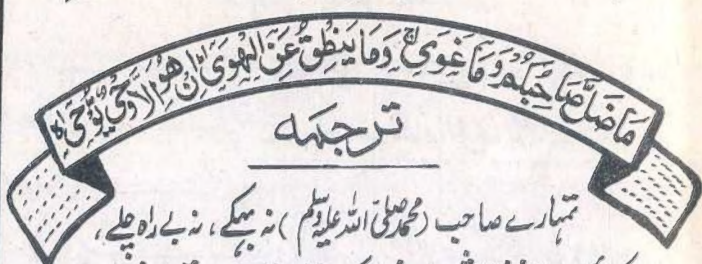 مَا ضَلَّ صَاحِبُكُمْ وَمَا غَوٰى ۚ وَمَا يَنْطِقُ عَنِ الْهَوٰى اِنْ هُوَ اِلَّا وَحْىٌ يُّوْحٰى ۙ
ترجمہ
تمہارے صاحب (محمد صلی اللہ علیہ وسلم) نہ بہکے، نہ بے راہ چلے،